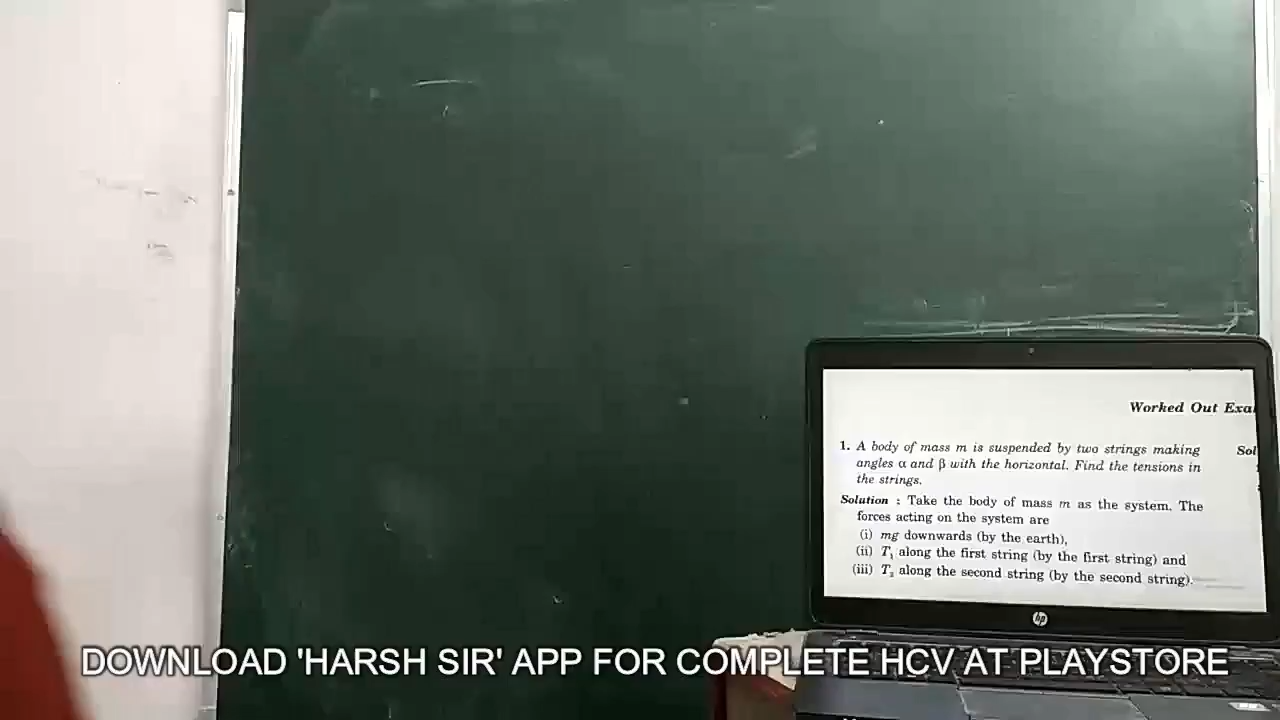 Worked Out Exa
1. A body of mass m is suspended by two strings making
angles α and β with the horizontal. Find the tensions in
the strings.
Solution : Take the body of mass m as the system. The
forces acting on the system are
(i) mg downwards (by the earth),
(ii) T₁ along the first string (by the first string) and
(iii) T₂ along the second string (by the second string).
Sol
hp
DOWNLOAD 'HARSH SIR' APP FOR COMPLETE HCV AT PLAYSTORE